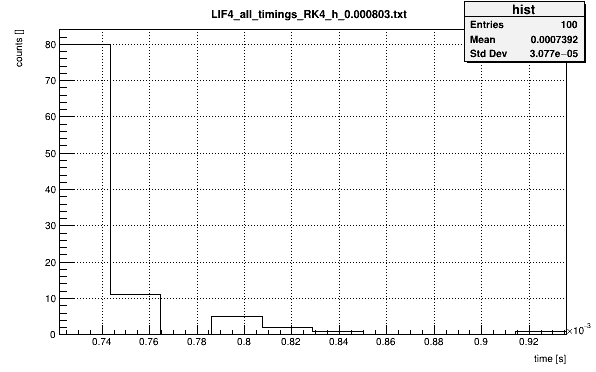 LIF4_all_timings_RK4_h_0.000803.txt
hist
Entries 100
Mean 0.0007392
Std Dev 3.077e−05
counts []
80
70
60
50
40
30
20
10
0
0.74 0.76 0.78 0.8 0.82 0.84 0.86 0.88 0.9 0.92
×10−3
time [s]